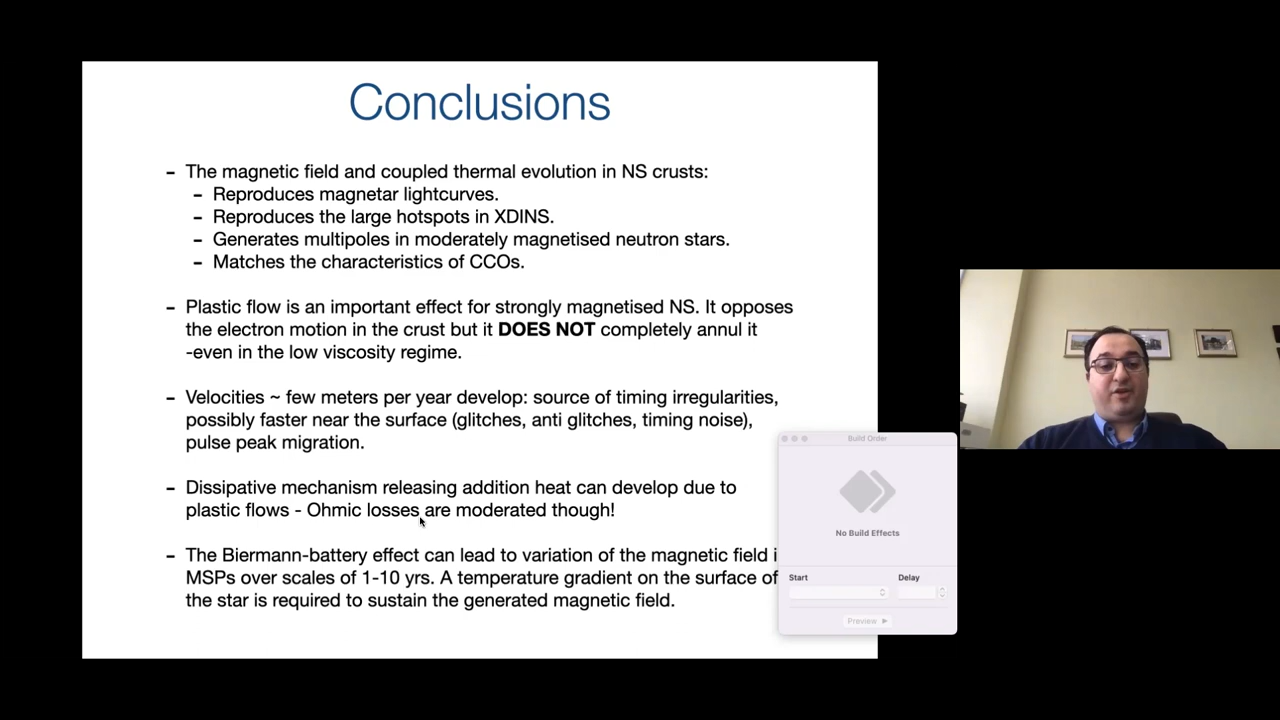 Conclusions
- The magnetic field and coupled thermal evolution in NS crusts:
- Reproduces magnetar lightcurves.
- Reproduces the large hotspots in XDINS.
- Generates multipoles in moderately magnetised neutron stars.
- Matches the characteristics of CCOs.
- Plastic flow is an important effect for strongly magnetised NS. It opposes
the electron motion in the crust but it DOES NOT completely annul it
-even in the low viscosity regime.
- Velocities ~ few meters per year develop: source of timing irregularities,
possibly faster near the surface (glitches, anti glitches, timing noise),
pulse peak migration.
- Dissipative mechanism releasing addition heat can develop due to
plastic flows - Ohmic losses are moderated though!
- The Biermann-battery effect can lead to variation of the magnetic field i
MSPs over scales of 1-10 yrs. A temperature gradient on the surface of
the star is required to sustain the generated magnetic field.
Build Order
No Build Effects
Start Delay
Preview